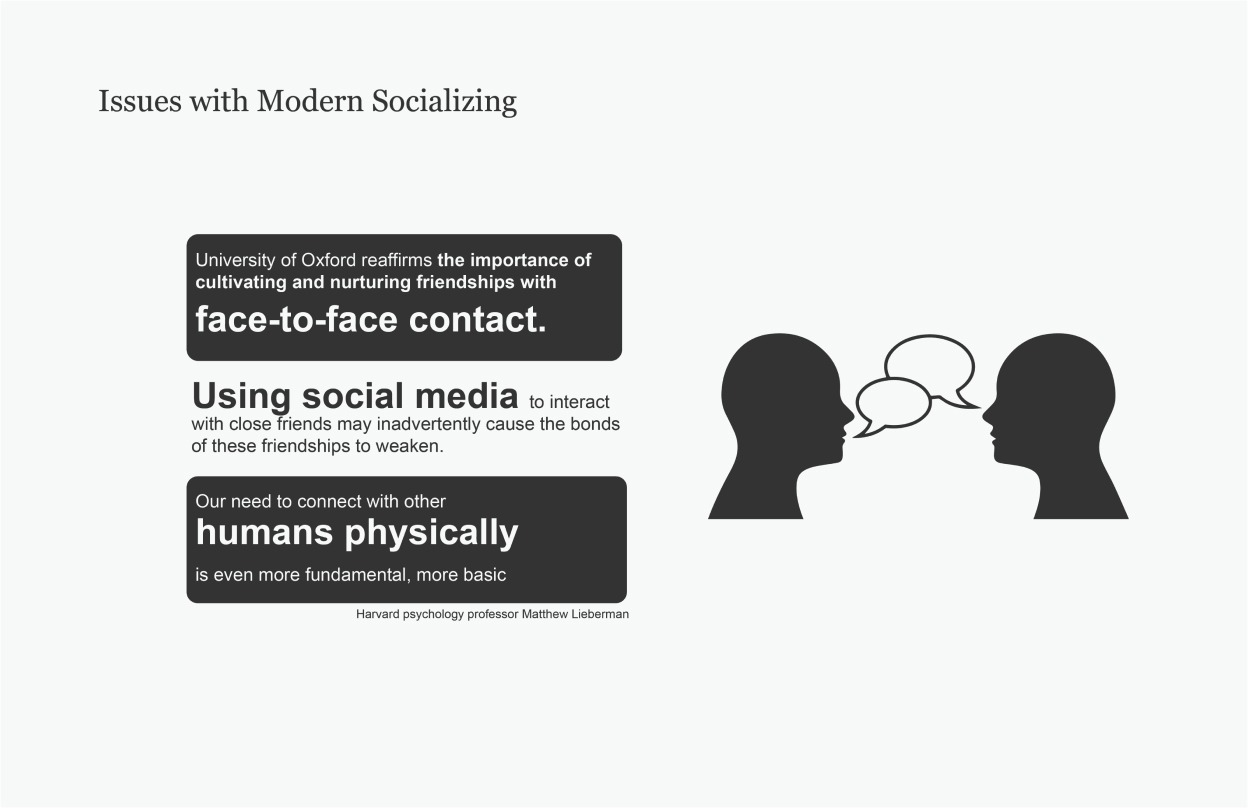 Issues with Modern Socializing
University of Oxford reaffirms the importance of
cultivating and nurturing friendships with
face-to-face contact.
Using social media to interact
with close friends may inadvertently cause the bonds
of these friendships to weaken.
Our need to connect with other
humans physically
is even more fundamental, more basic
Harvard psychology professor Matthew Lieberman